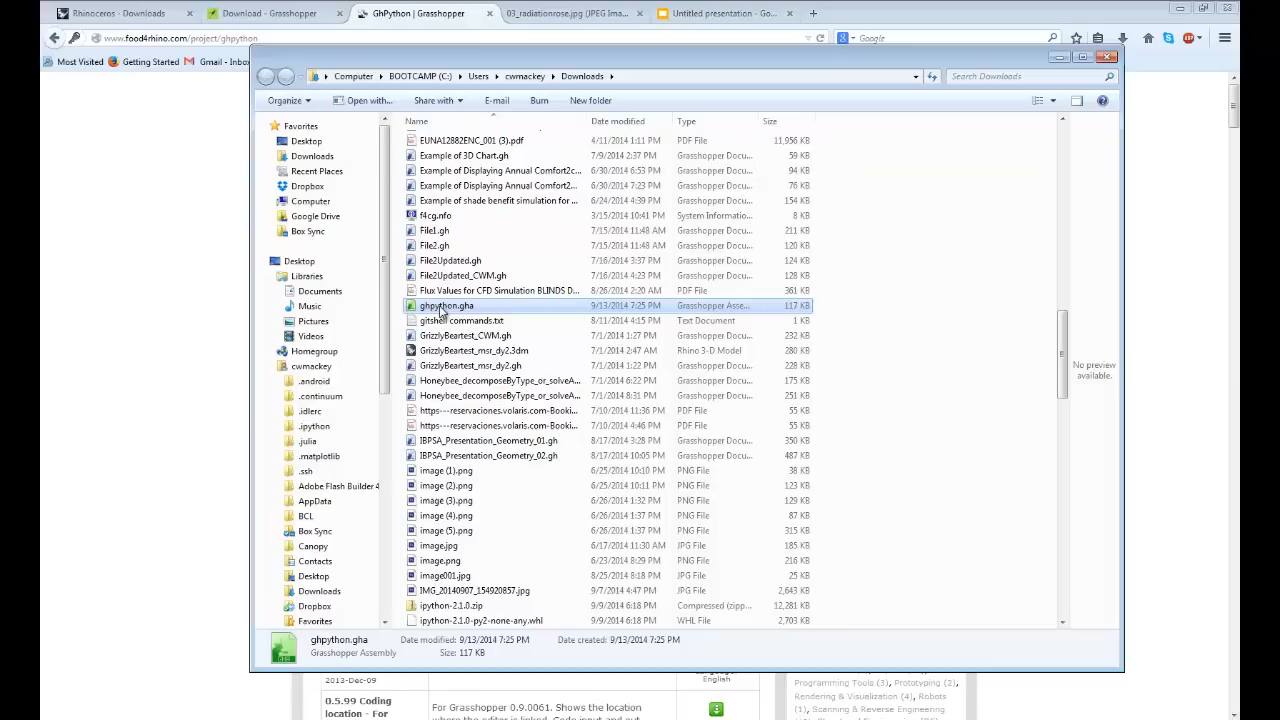 Rhinoceros - Downloads
Download - Grasshopper
GhPython | Grasshopper
03_radiationrose.jpg (JPEG Ima...
Untitled presentation - Go...
www.food4rhino.com/project/ghpython
Google
Most Visited
Getting Started
Gmail - Inbox
Computer
BOOTCAMP (C:)
Users
cwmackey
Downloads
Search Downloads
Organize
Open with...
Share with
E-mail
Burn
New folder
Name
Date modified
Type
Size
Favorites
Desktop
Downloads
Recent Places
Dropbox
Computer
Google Drive
Box Sync
Desktop
Libraries
Documents
Music
Pictures
Videos
Homegroup
cwmackey
.android
.continuum
.idlerc
.ipython
.julia
.matplotlib
.ssh
Adobe Flash Builder 4
AppData
BCL
Box Sync
Canopy
Contacts
Desktop
Downloads
Dropbox
Favorites
EUNA12882ENC_001 (3).pdf 4/11/2014 1:11 PM PDF File 11,956 KB
Example of 3D Chart.gh 7/9/2014 2:37 PM Grasshopper Docu... 59 KB
Example of Displaying Annual Comfort2c... 6/30/2014 6:53 PM Grasshopper Docu... 94 KB
Example of Displaying Annual Comfort2... 6/30/2014 7:23 PM Grasshopper Docu... 76 KB
Example of shade benefit simulation for ... 6/24/2014 4:39 PM Grasshopper Docu... 154 KB
f4cg.nfo 3/15/2014 10:41 PM System Informatio... 8 KB
File1.gh 7/15/2014 11:48 AM Grasshopper Docu... 211 KB
File2.gh 7/15/2014 11:48 AM Grasshopper Docu... 120 KB
File2Updated.gh 7/16/2014 3:37 PM Grasshopper Docu... 124 KB
File2Updated_CWM.gh 7/16/2014 4:23 PM Grasshopper Docu... 128 KB
Flux Values for CFD Simulation BLINDS D... 8/26/2014 2:20 AM PDF File 361 KB
ghpython.gha 9/13/2014 7:25 PM Grasshopper Asse... 117 KB
gitshell commands.txt 8/11/2014 4:15 PM Text Document 1 KB
GrizzlyBeartest_CWM.gh 7/1/2014 1:27 PM Grasshopper Docu... 232 KB
GrizzlyBeartest_msr_dy2.3dm 7/1/2014 2:47 AM Rhino 3-D Model 280 KB
GrizzlyBeartest_msr_dy2.gh 7/1/2014 1:22 PM Grasshopper Docu... 228 KB
Honeybee_decomposeByType_or_solveA... 7/1/2014 6:22 PM Grasshopper Docu... 175 KB
Honeybee_decomposeByType_or_solveA... 7/1/2014 8:31 PM Grasshopper Docu... 251 KB
https---reservaciones.volaris.com-Booki... 7/10/2014 11:36 PM PDF File 55 KB
https---reservaciones.volaris.com-Booki... 7/10/2014 4:46 PM PDF File 55 KB
IBPSA_Presentation_Geometry_01.gh 8/17/2014 3:28 PM Grasshopper Docu... 350 KB
IBPSA_Presentation_Geometry_02.gh 8/17/2014 10:05 PM Grasshopper Docu... 487 KB
image (1).png 6/25/2014 10:10 PM PNG File 38 KB
image (2).png 6/25/2014 10:11 PM PNG File 123 KB
image (3).png 6/26/2014 1:32 PM PNG File 129 KB
image (4).png 6/26/2014 1:37 PM PNG File 87 KB
image (5).png 6/26/2014 1:37 PM PNG File 315 KB
image.jpg 6/17/2014 11:30 AM JPG File 185 KB
image.png 6/23/2014 8:29 PM PNG File 216 KB
image001.jpg 8/25/2014 8:18 PM JPG File 25 KB
IMG_20140907_154920857.jpg 9/7/2014 4:47 PM JPG File 2,643 KB
ipython-2.1.0.zip 9/9/2014 6:18 PM Compressed (zipp... 12,281 KB
ipython-2.1.0-py2-none-any.whl 9/9/2014 6:18 PM WHL File 2,703 KB
No preview
available.
GHA
ghpython.gha
Date modified: 9/13/2014 7:25 PM
Date created: 9/13/2014 7:25 PM
Grasshopper Assembly
Size: 117 KB
2013-Dec-09
English
0.5.99 Coding
location - For
For Grasshopper 0.9.0061. Shows the location
Programming Tools (3), Prototyping (2),
Rendering & Visualization (4), Robots
(1), Scanning & Reverse Engineering